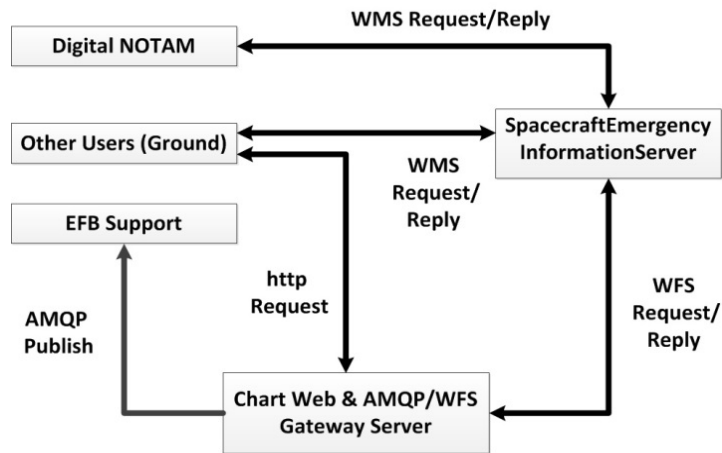 WMS Request/Reply
Digital NOTAM
SpacecraftEmergency
InformationServer
Other Users (Ground)
WMS
Request/
Reply
EFB Support
http
Request
WFS
Request/
Reply
AMQP
Publish
Chart Web & AMQP/WFS
Gateway Server